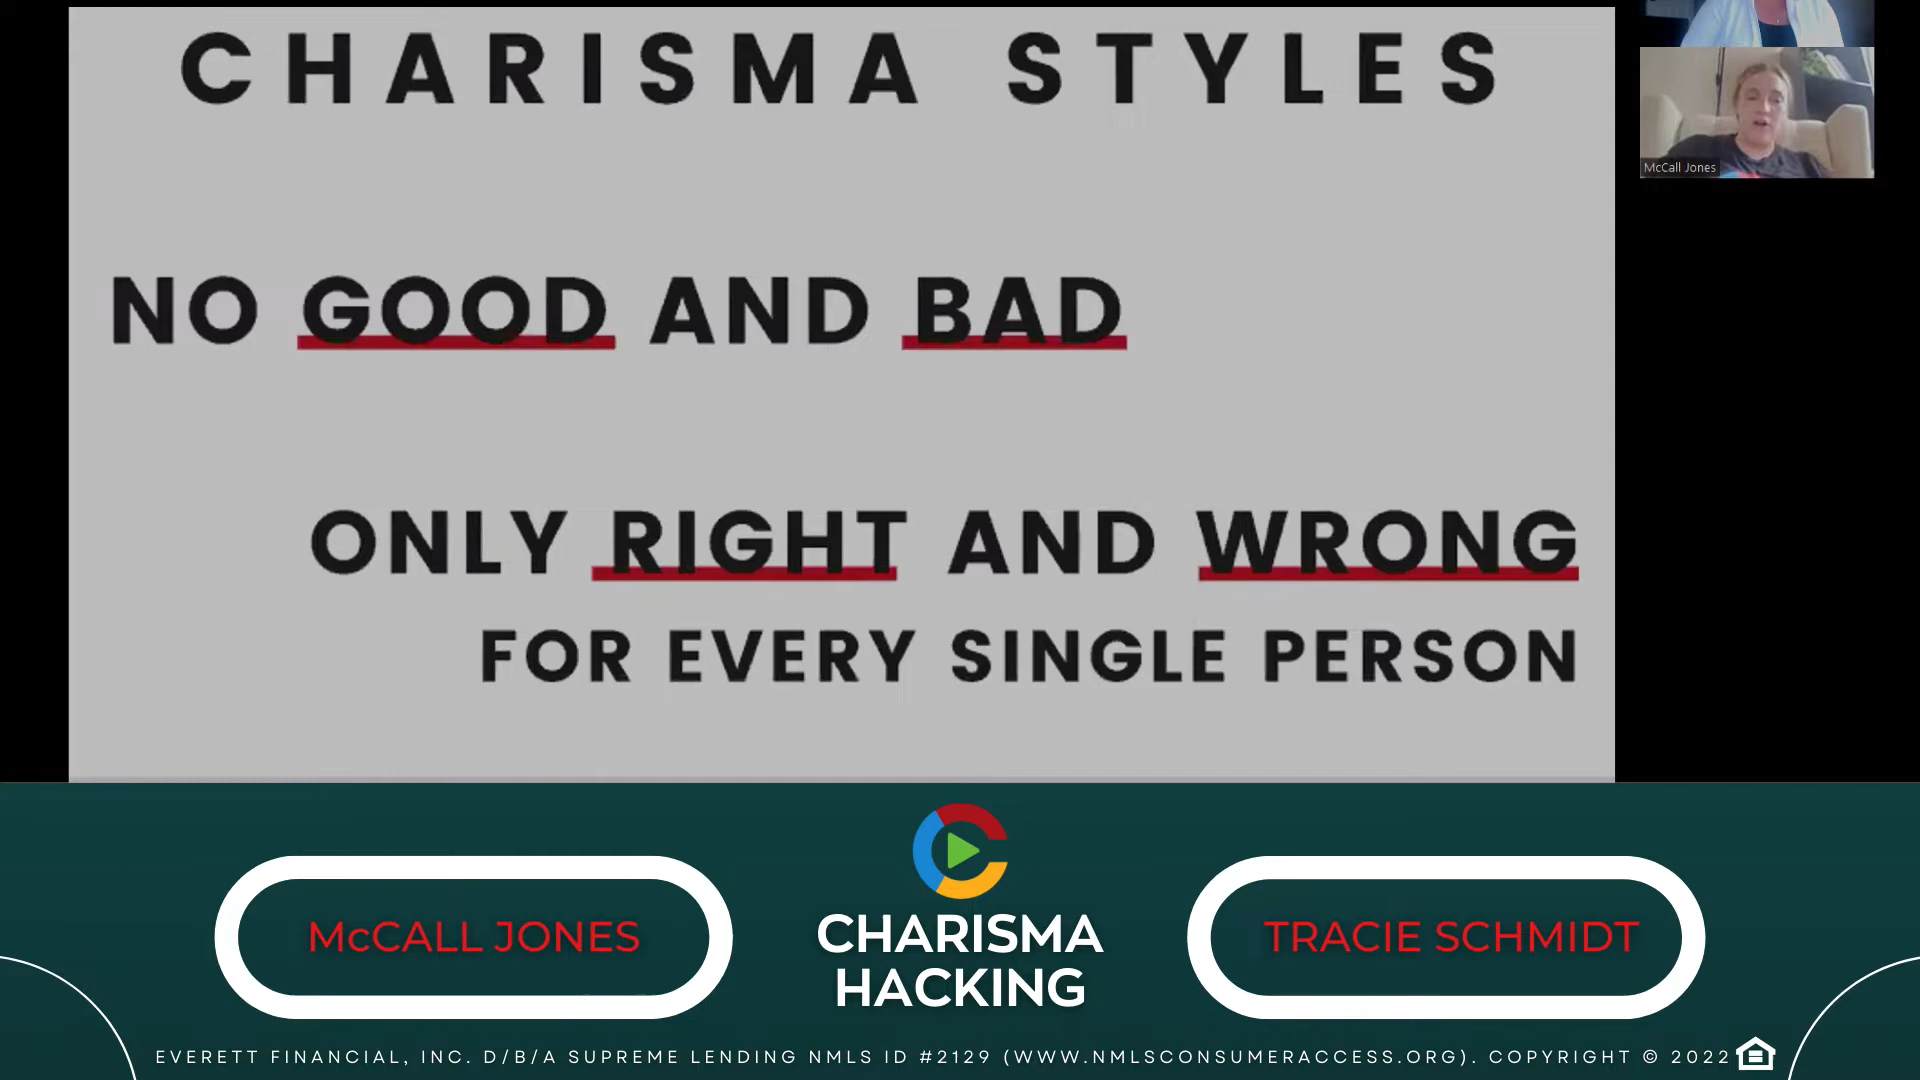 CHARISMA STYLES
NO GOOD AND BAD
ONLY RIGHT AND WRONG
FOR EVERY SINGLE PERSON
McCall Jones
McCALL JONES
CHARISMA
HACKING
TRACIE SCHMIDT
EVERETT FINANCIAL, INC. D/B/A SUPREME LENDING NMLS ID #2129 (WWW.NMLSCONSUMERACCESS.ORG). COPYRIGHT © 2022